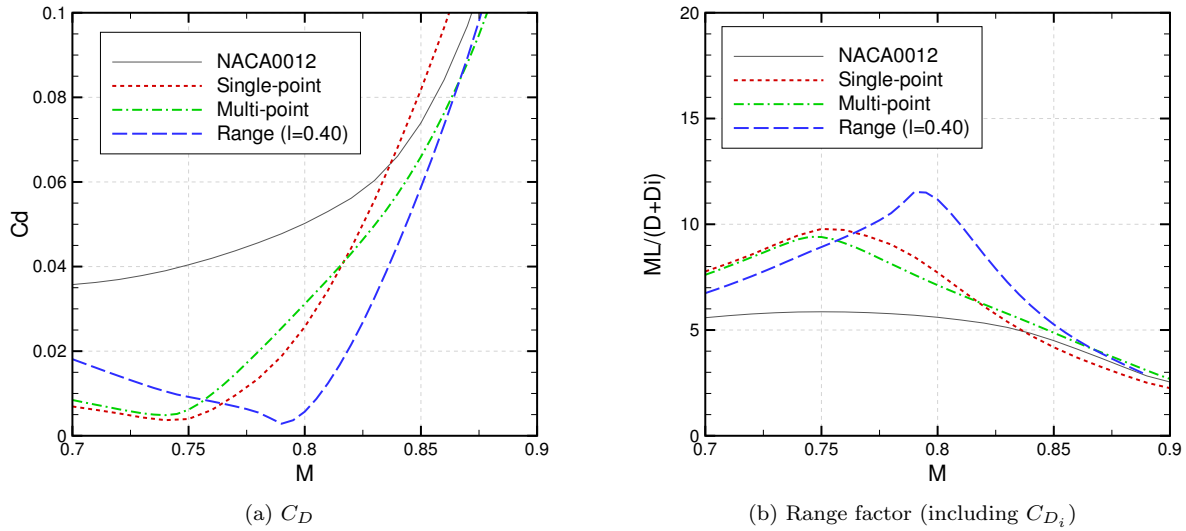 0.1
0.08
0.06
0.04
0.02
0
Cd
NACA0012
Single-point
Multi-point
Range (l=0.40)
0.7
0.75
0.8
0.85
0.9
M
(a) C_D
20
15
10
5
0
ML/(D+Di)
NACA0012
Single-point
Multi-point
Range (l=0.40)
0.7
0.75
0.8
0.85
0.9
M
(b) Range factor (including C_{D_i})